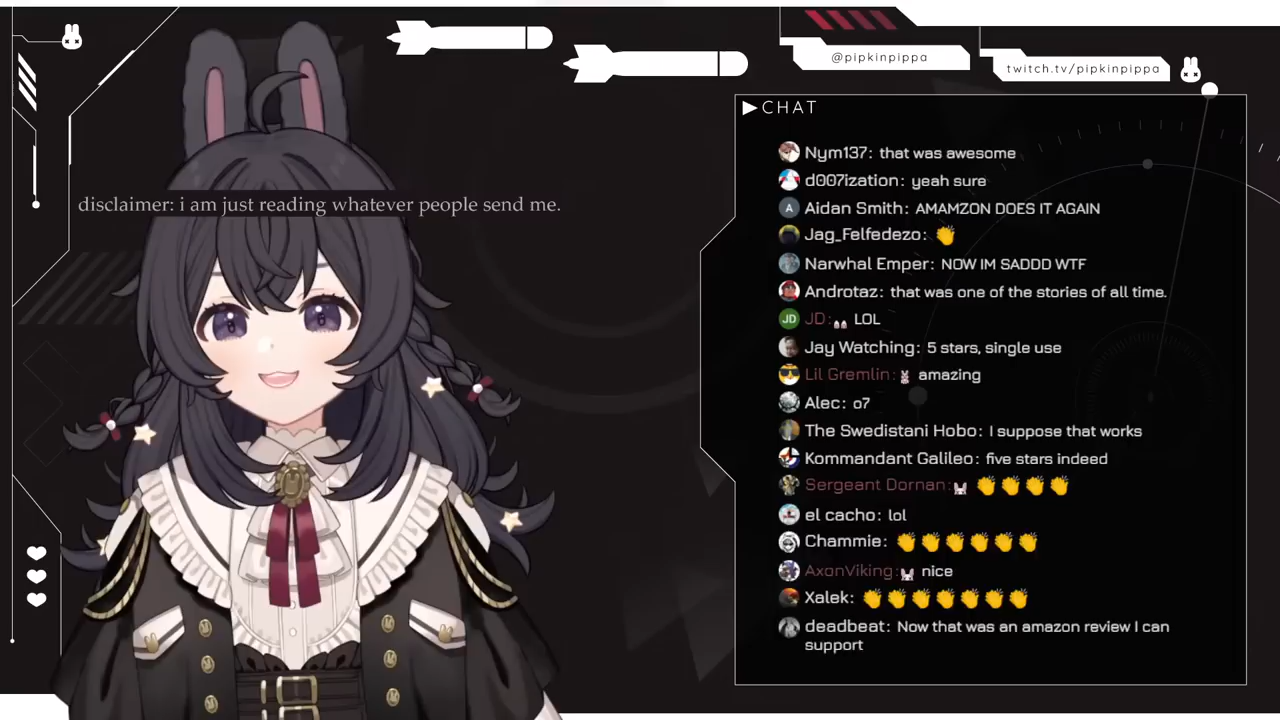 @pipkinpippa
twitch.tv/pipkinpippa
▶CHAT
disclaimer: i am just reading whatever people send me.
Nym137: that was awesome
d007ization: yeah sure
A Aidan Smith: AMAMZON DOES IT AGAIN
Jag_Felfedezo: 👏
Narwhal Emper: NOW IM SADDD WTF
Androtaz: that was one of the stories of all time.
JD JD: LOL
Jay Watching: 5 stars, single use
Lil Gremlin: amazing
Alec: o7
The Swedistani Hobo: I suppose that works
Kommandant Galileo: five stars indeed
Sergeant Dornan: 👏👏👏👏
el cacho: lol
Chammie: 👏👏👏👏👏👏
AxonViking: nice
Xalek: 👏👏👏👏👏👏👏
deadbeat: Now that was an amazon review I can
support